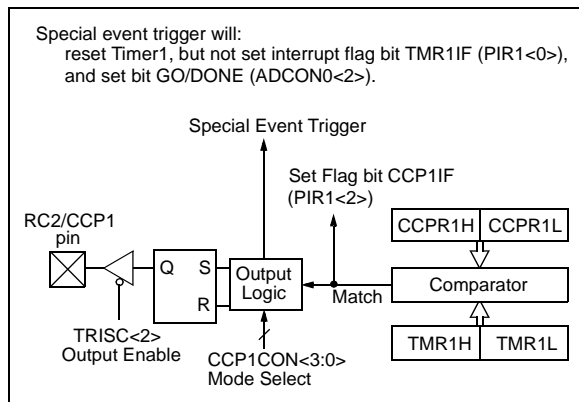 Special event trigger will:
reset Timer1, but not set interrupt flag bit TMR1IF (PIR1<0>),
and set bit GO/DONE (ADCON0<2>).
Special Event Trigger
Set Flag bit CCP1IF
(PIR1<2>)
RC2/CCP1
pin
CCPR1H CCPR1L
Q S
R
Output
Logic
Match
Comparator
TRISC<2>
Output Enable
CCP1CON<3:0>
Mode Select
TMR1H TMR1L